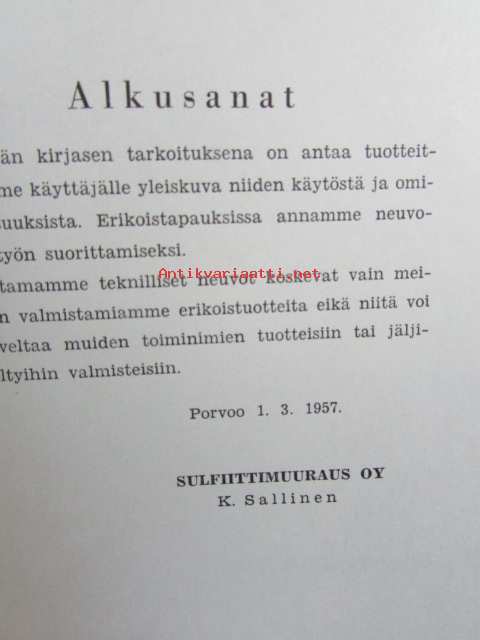 Alkusanat
än kirjasen tarkoituksena on antaa tuotteit-
me käyttäjälle yleiskuva niiden käytöstä ja omi-
uuksista. Erikoistapauksissa annamme neuvo-
työn suorittamiseksi.
Antikvariaatti.net
tamamme teknilliset neuvot koskevat vain mei-
n valmistamiamme erikoistuotteita eikä niitä voi
veltaa muiden toiminimien tuotteisiin tai jälji-
ltyihin valmisteisiin.
Porvoo 1. 3. 1957.
SULFIITTIMUURAUS OY
K. Sallinen